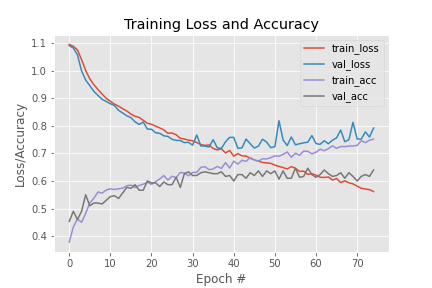 Training Loss and Accuracy
1.1
1.0
0.9
0.8
0.7
0.6
0.5
0.4
Loss/Accuracy
train_loss
val_loss
train_acc
val_acc
0 10 20 30 40 50 60 70
Epoch #